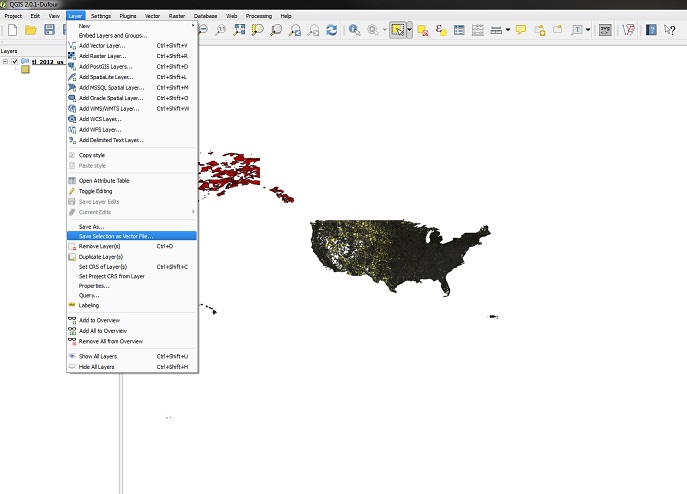 QGIS 2.0.1-Dufour
Project Edit View Layer Settings Plugins Vector Raster Database Web Processing Help
Layers
tl_2012_us_
New
Embed Layers and Groups...
Add Vector Layer... Ctrl+Shift+V
Add Raster Layer... Ctrl+Shift+R
Add PostGIS Layers... Ctrl+Shift+D
Add SpatiaLite Layer... Ctrl+Shift+L
Add MSSQL Spatial Layer... Ctrl+Shift+M
Add Oracle Spatial Layer... Ctrl+Shift+O
Add WMS/WMTS Layer... Ctrl+Shift+W
Add WCS Layer...
Add WFS Layer...
Add Delimited Text Layer...
Copy style
Paste style
Open Attribute Table
Toggle Editing
Save Layer Edits
Current Edits
Save As...
Save Selection as Vector File...
Remove Layer(s) Ctrl+D
Duplicate Layer(s)
Set CRS of Layer(s) Ctrl+Shift+C
Set Project CRS from Layer
Properties...
Query...
Labeling
Add to Overview
Add All to Overview
Remove All from Overview
Show All Layers Ctrl+Shift+U
Hide All Layers Ctrl+Shift+H